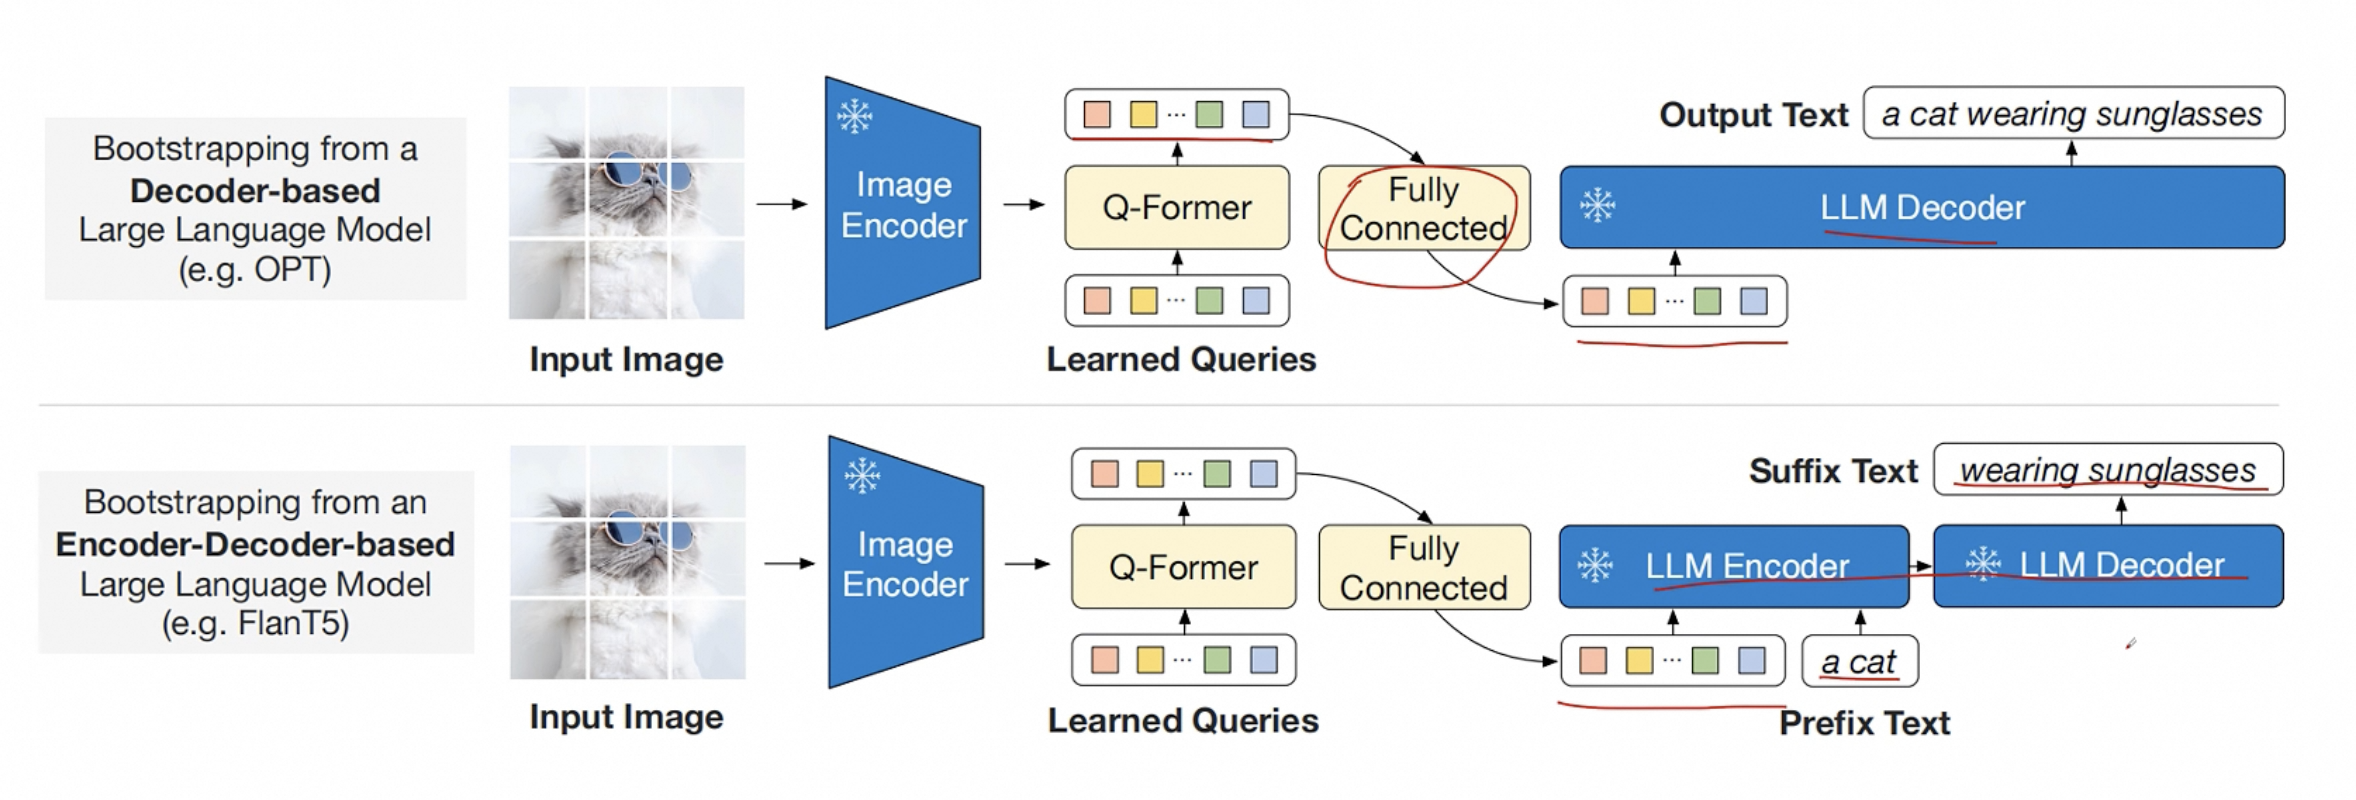 Bootstrapping from a
Decoder-based
Large Language Model
(e.g. OPT)
Input Image
Image
Encoder
...
Q-Former
...
Learned Queries
Fully
Connected
Output Text
a cat wearing sunglasses
LLM Decoder
...
Bootstrapping from an
Encoder-Decoder-based
Large Language Model
(e.g. FlanT5)
Input Image
Image
Encoder
...
Q-Former
...
Learned Queries
Fully
Connected
Suffix Text
wearing sunglasses
LLM Encoder
LLM Decoder
...
a cat
Prefix Text